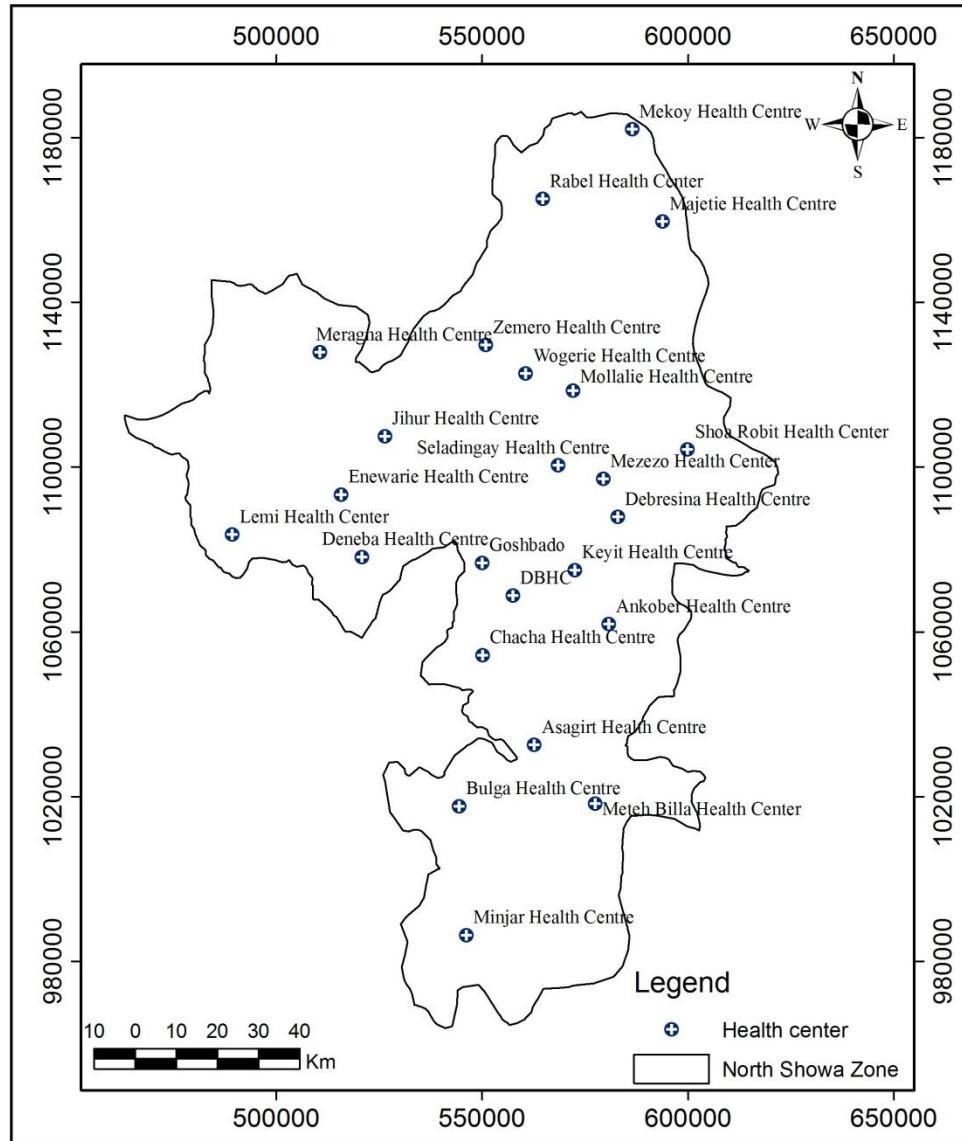 500000 550000 600000 650000
N
W E
S
Mekoy Health Centre
1180000 1180000
Rabel Health Center
Majetie Health Centre
1140000 1140000
Meragna Health Centre
Zemero Health Centre
Wogerie Health Centre
Mollalie Health Centre
Jihur Health Centre
Shoa Robit Health Center
Seladingay Health Centre
Mezezo Health Center
1100000 1100000
Enewarie Health Centre
Debresina Health Centre
Lemi Health Center
Deneba Health Centre
Goshbado
Keyit Health Centre
DBHC
Ankober Health Centre
1060000 1060000
Chacha Health Centre
Asagirt Health Centre
Bulga Health Centre
Meteh Billa Health Center
1020000 1020000
Minjar Health Centre
980000 980000
Legend
Health center
North Showa Zone
10 0 10 20 30 40
Km
500000 550000 600000 650000